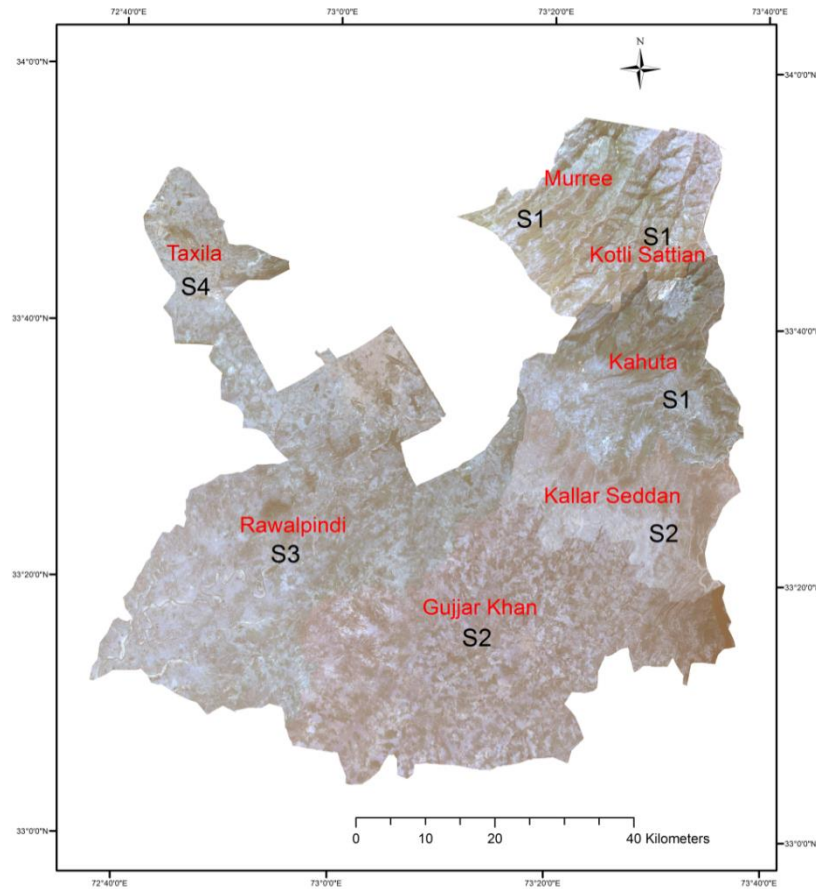 72°40'0"E 73°0'0"E 73°20'0"E 73°40'0"E
34°0'0"N 34°0'0"N
N
Murree
S1
S1
Kotli Sattian
Taxila
S4
33°40'0"N 33°40'0"N
Kahuta
S1
Kallar Seddan
S2
Rawalpindi
S3
33°20'0"N 33°20'0"N
Gujjar Khan
S2
33°0'0"N 33°0'0"N
0 10 20 40 Kilometers
72°40'0"E 73°0'0"E 73°20'0"E 73°40'0"E